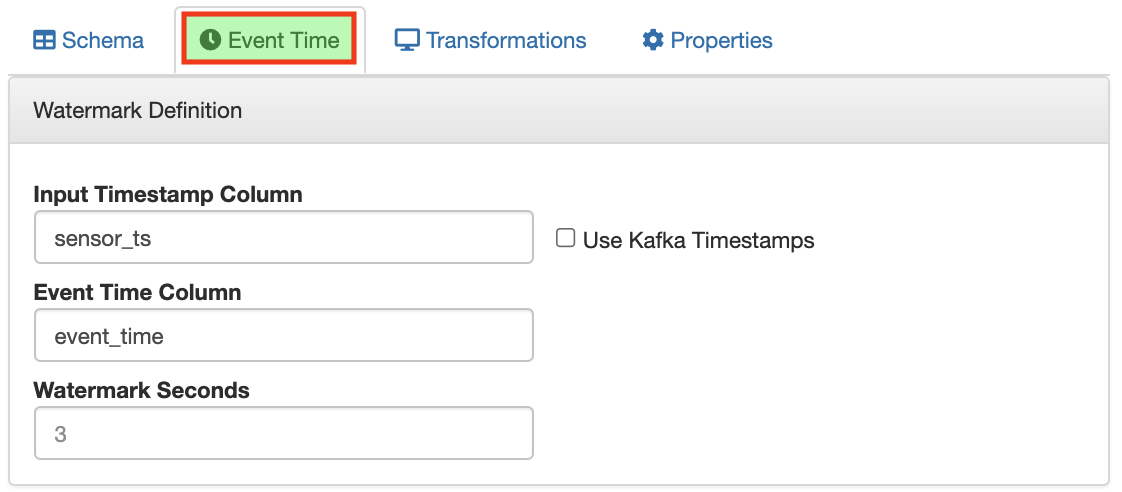 Schema Event Time Transformations Properties
Watermark Definition
Input Timestamp Column
sensor_ts Use Kafka Timestamps
Event Time Column
event_time
Watermark Seconds
3